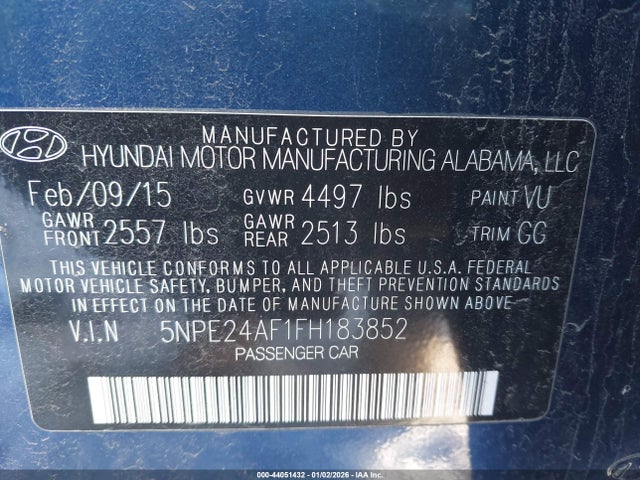 MANUFACTURED BY
HYUNDAI MOTOR MANUFACTURING ALABAMA, LLC
Feb/09/15 GVWR 4497 lbs PAINT VU
GAWR FRONT 2557 lbs GAWR REAR 2513 lbs TRIM GG
THIS VEHICLE CONFORMS TO ALL APPLICABLE U.S.A. FEDERAL
MOTOR VEHICLE SAFETY, BUMPER, AND THEFT PREVENTION STANDARDS
IN EFFECT ON THE DATE OF MANUFACTURE SHOWN ABOVE.
V.I.N 5NPE24AF1FH183852
PASSENGER CAR
000-44051432 - 01/02/2026 - IAA Inc.